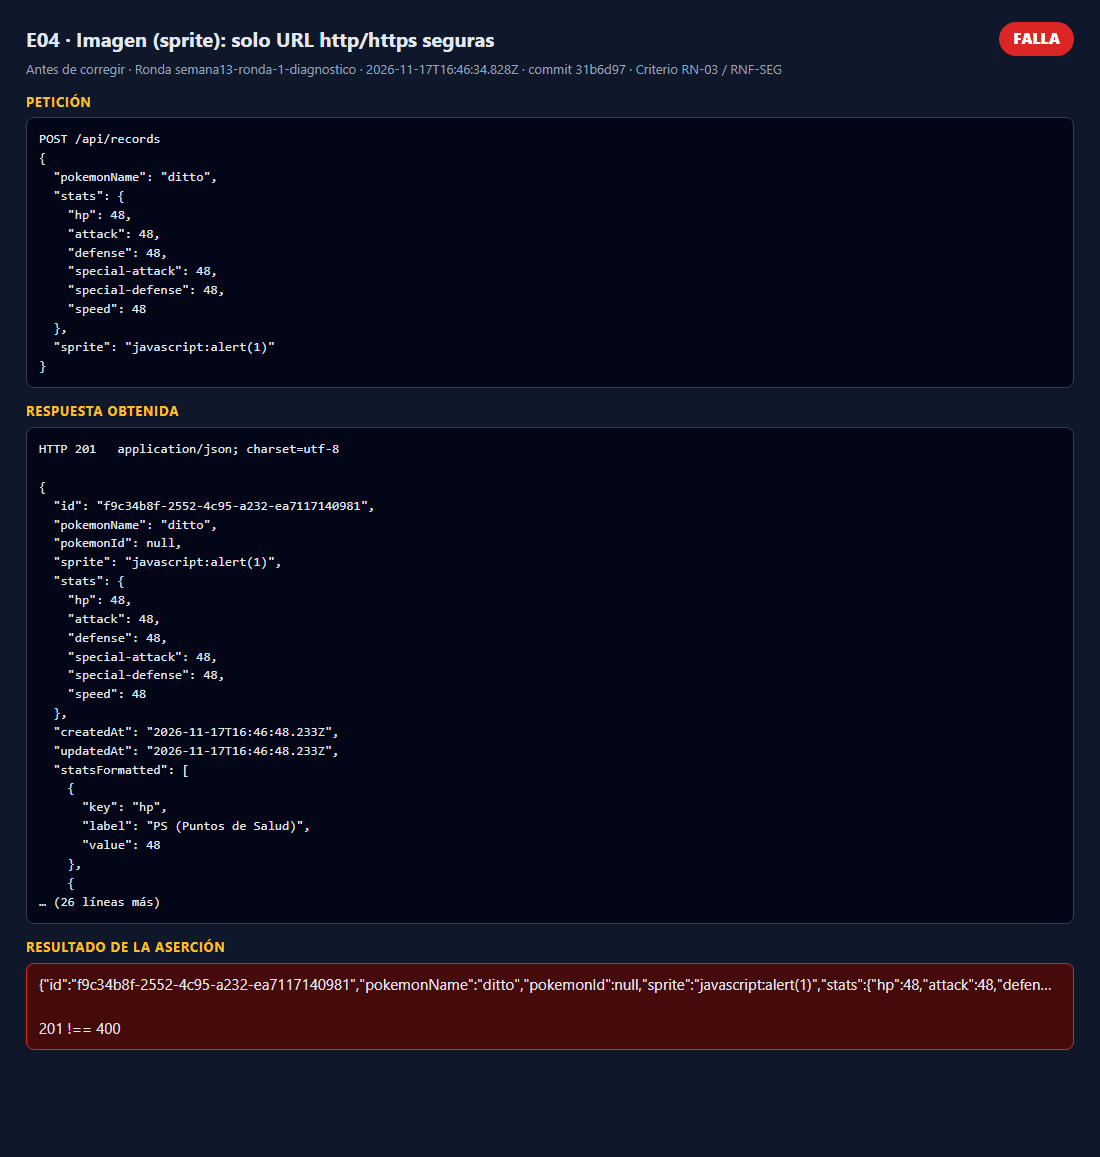 E04 · Imagen (sprite): solo URL http/https seguras
FALLA
Antes de corregir · Ronda semana13-ronda-1-diagnostico · 2026-11-17T16:46:34.828Z · commit 31b6d97 · Criterio RN-03 / RNF-SEG
PETICIÓN
POST /api/records
{
  "pokemonName": "ditto",
  "stats": {
    "hp": 48,
    "attack": 48,
    "defense": 48,
    "special-attack": 48,
    "special-defense": 48,
    "speed": 48
  },
  "sprite": "javascript:alert(1)"
}
RESPUESTA OBTENIDA
HTTP 201   application/json; charset=utf-8
{
  "id": "f9c34b8f-2552-4c95-a232-ea7117140981",
  "pokemonName": "ditto",
  "pokemonId": null,
  "sprite": "javascript:alert(1)",
  "stats": {
    "hp": 48,
    "attack": 48,
    "defense": 48,
    "special-attack": 48,
    "special-defense": 48,
    "speed": 48
  },
  "createdAt": "2026-11-17T16:46:48.233Z",
  "updatedAt": "2026-11-17T16:46:48.233Z",
  "statsFormatted": [
    {
      "key": "hp",
      "label": "PS (Puntos de Salud)",
      "value": 48
    },
    {
… (26 líneas más)
RESULTADO DE LA ASERCIÓN
{"id":"f9c34b8f-2552-4c95-a232-ea7117140981","pokemonName":"ditto","pokemonId":null,"sprite":"javascript:alert(1)","stats":{"hp":48,"attack":48,"defen...
201 !== 400